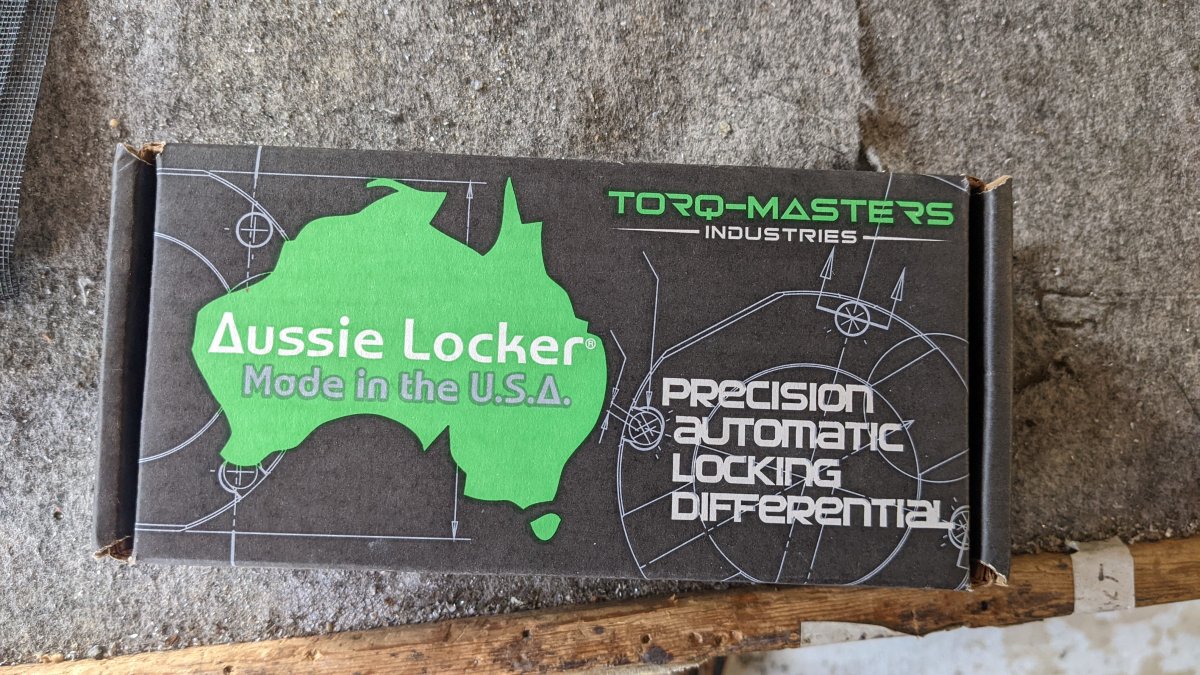 TORQ-MASTERS
INDUSTRIES
Aussie Locker®
Made in the U.S.A.
PRECISION
AUTOMATIC
LOCKING
DIFFERENTIAL